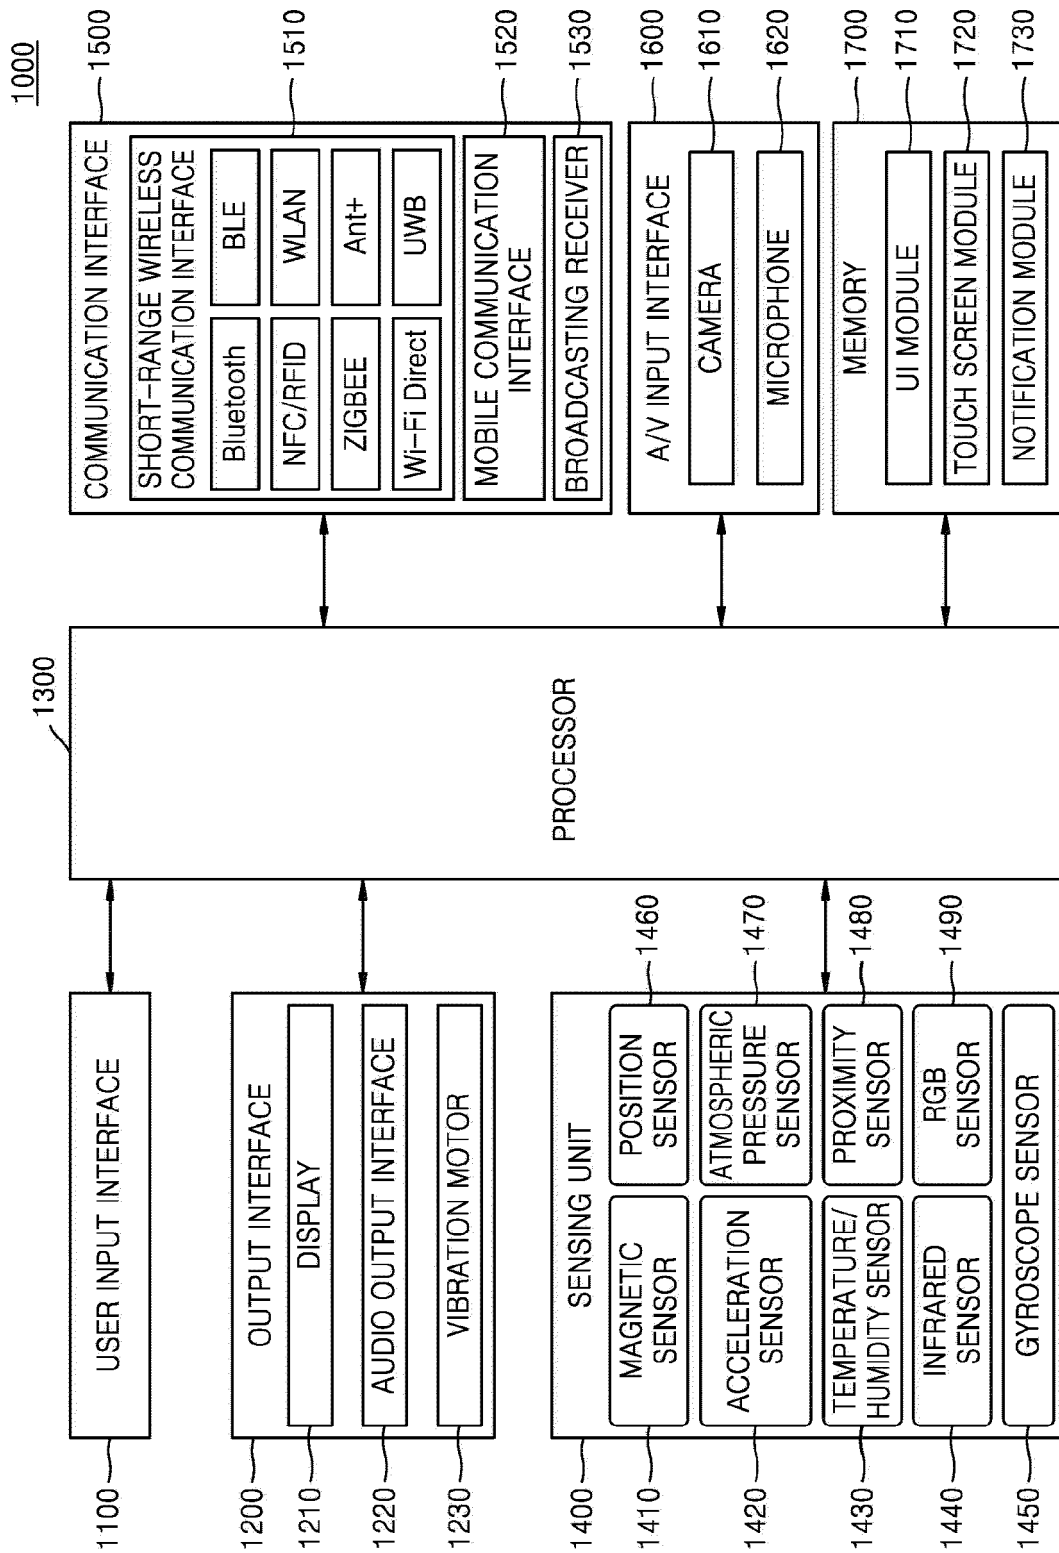 1000
1100
USER INPUT INTERFACE
1200
OUTPUT INTERFACE
1210
DISPLAY
1220
AUDIO OUTPUT INTERFACE
1230
VIBRATION MOTOR
1400
SENSING UNIT
1410
MAGNETIC
SENSOR
POSITION
SENSOR
1460
1420
ACCELERATION
SENSOR
ATMOSPHERIC
PRESSURE
SENSOR
1470
1430
TEMPERATURE/
HUMIDITY SENSOR
PROXIMITY
SENSOR
1480
1440
INFRARED
SENSOR
RGB
SENSOR
1490
1450
GYROSCOPE SENSOR
1300
PROCESSOR
COMMUNICATION INTERFACE
1500
SHORT-RANGE WIRELESS
COMMUNICATION INTERFACE
1510
Bluetooth
BLE
NFC/RFID
WLAN
ZIGBEE
Ant+
Wi-Fi Direct
UWB
MOBILE COMMUNICATION
INTERFACE
1520
BROADCASTING RECEIVER
1530
A/V INPUT INTERFACE
1600
CAMERA
1610
MICROPHONE
1620
MEMORY
1700
UI MODULE
1710
TOUCH SCREEN MODULE
1720
NOTIFICATION MODULE
1730